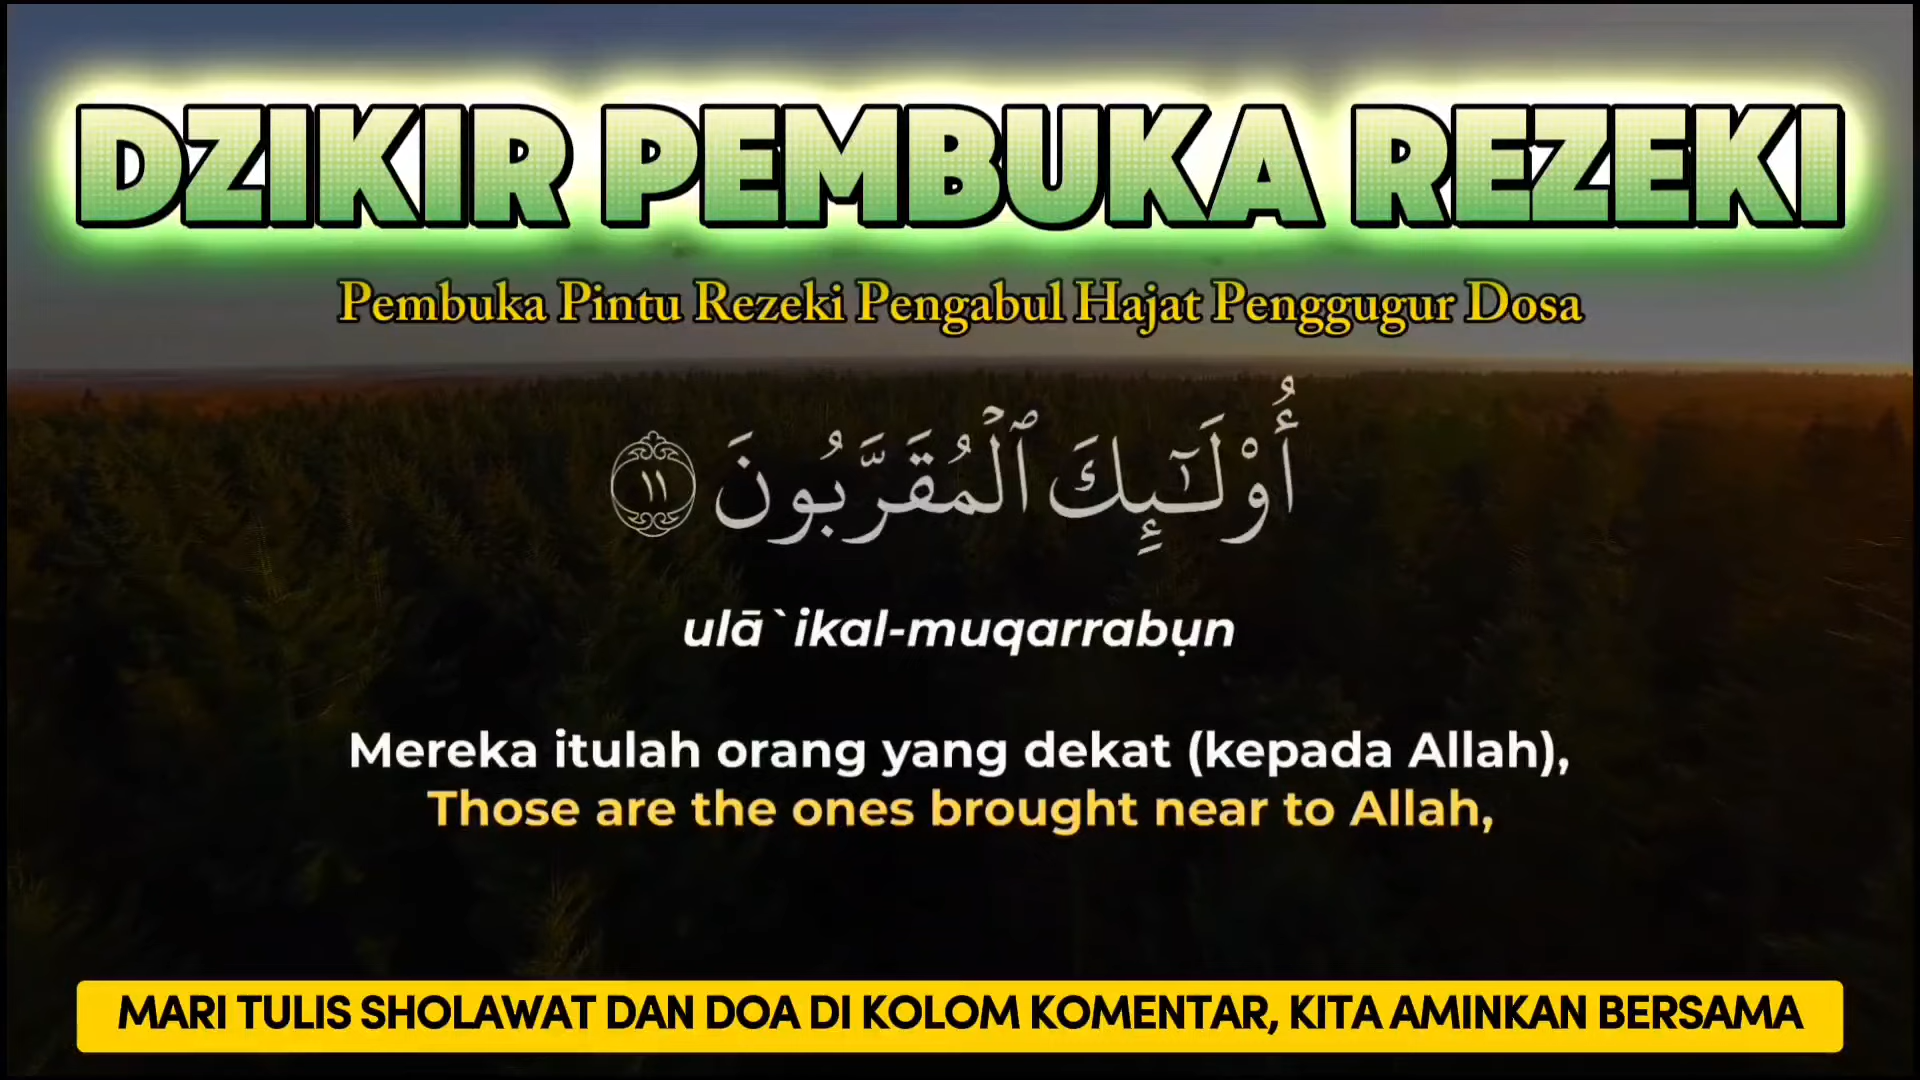 DZIKIR PEMBUKA REZEKI
Pembuka Pintu Rezeki Pengabul Hajat Penggugur Dosa
أُو۟لَـٰٓئِكَ ٱلْمُقَرَّبُونَ ١١
ulā`ikal-muqarrabụn
Mereka itulah orang yang dekat (kepada Allah),
Those are the ones brought near to Allah,
MARI TULIS SHOLAWAT DAN DOA DI KOLOM KOMENTAR, KITA AMINKAN BERSAMA